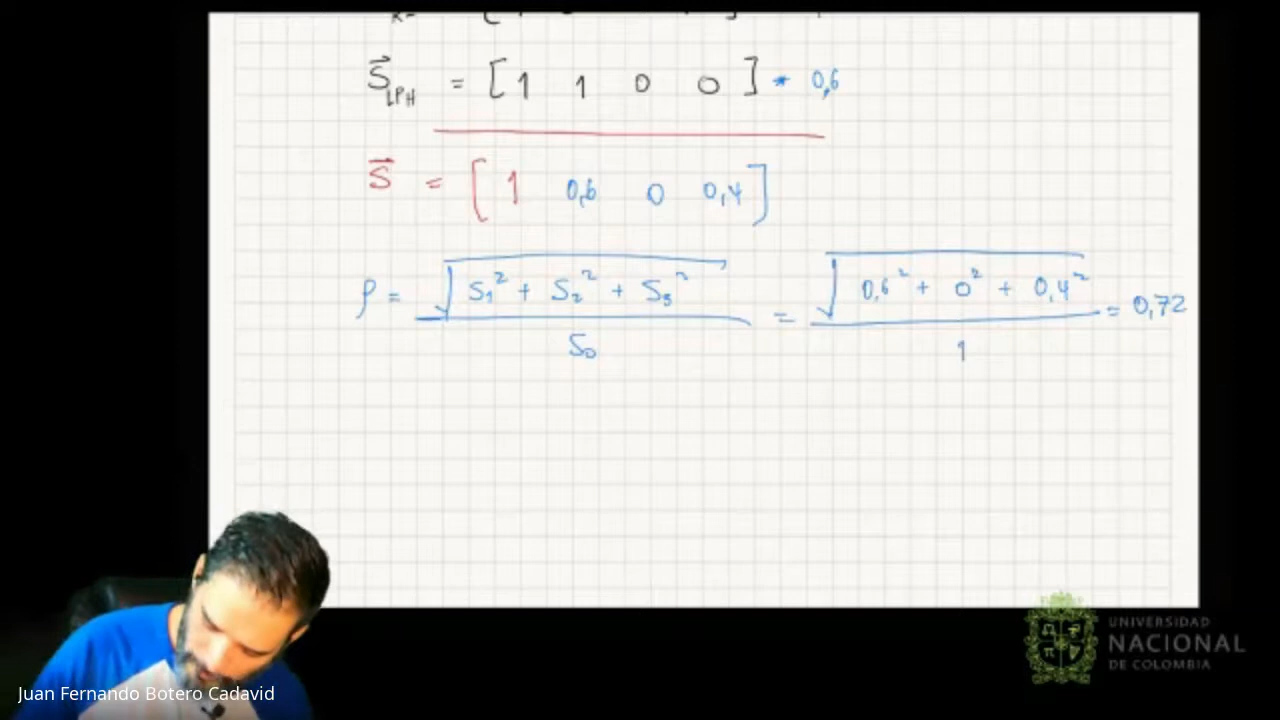 S⃗_LPH = [ 1 1 0 0 ] * 0,6
S⃗ = [ 1 0,6 0 0,4 ]
ρ = √(S₁² + S₂² + S₃²) / S₀ = √(0,6² + 0² + 0,4²) / 1 = 0,72
Juan Fernando Botero Cadavid
UNIVERSIDAD
NACIONAL
DE COLOMBIA